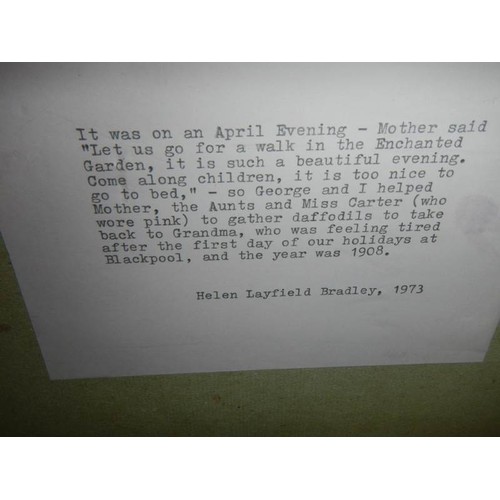 It was on an April Evening - Mother said
"Let us go for a walk in the Enchanted
Garden, it is such a beautiful evening.
Come along children, it is too nice to
go to bed," - so George and I helped
Mother, the Aunts and Miss Carter (who
wore pink) to gather daffodils to take
back to Grandma, who was feeling tired
after the first day of our holidays at
Blackpool, and the year was 1908.
Helen Layfield Bradley, 1973